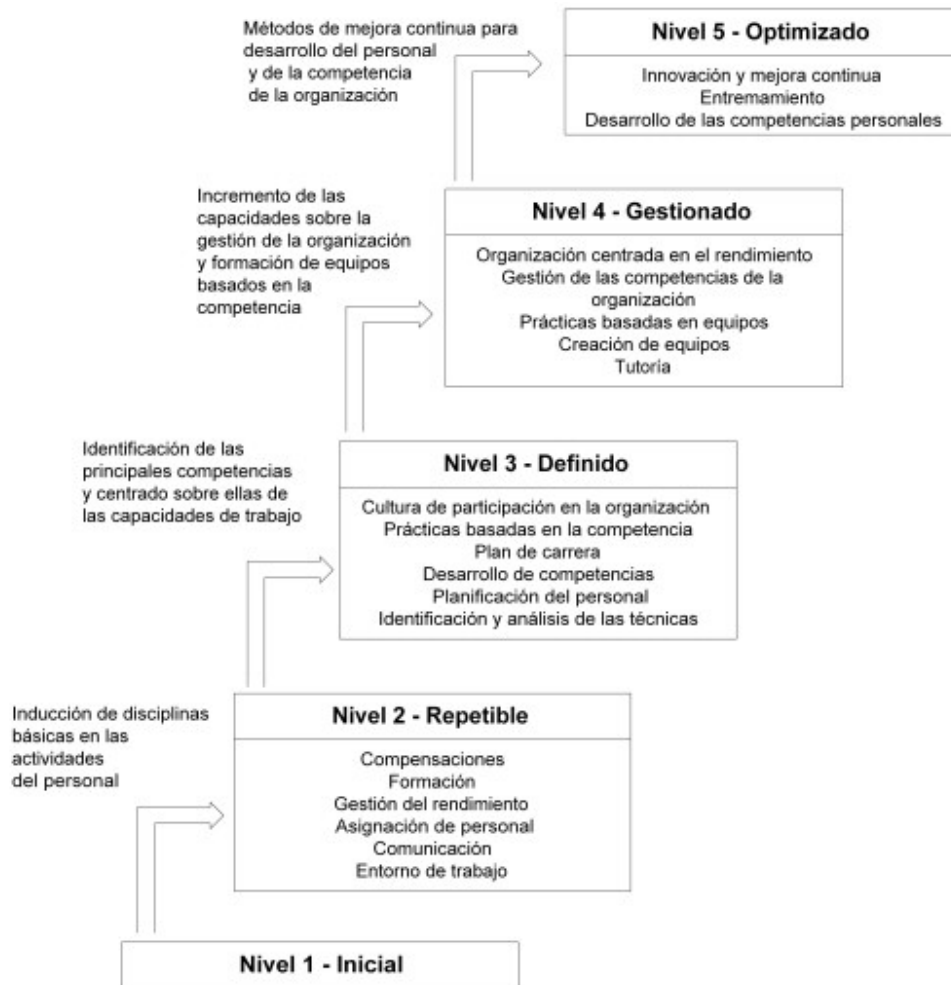 Métodos de mejora continua para
desarrollo del personal
y de la competencia
de la organización
Nivel 5 - Optimizado
Innovación y mejora continua
Entremamiento
Desarrollo de las competencias personales
Incremento de las
capacidades sobre la
gestión de la organización
y formación de equipos
basados en la
competencia
Nivel 4 - Gestionado
Organización centrada en el rendimiento
Gestión de las competencias de la
organización
Prácticas basadas en equipos
Creación de equipos
Tutoría
Identificación de las
principales competencias
y centrado sobre ellas de
las capacidades de trabajo
Nivel 3 - Definido
Cultura de participación en la organización
Prácticas basadas en la competencia
Plan de carrera
Desarrollo de competencias
Planificación del personal
Identificación y análisis de las técnicas
Inducción de disciplinas
básicas en las
actividades
del personal
Nivel 2 - Repetible
Compensaciones
Formación
Gestión del rendimiento
Asignación de personal
Comunicación
Entorno de trabajo
Nivel 1 - Inicial